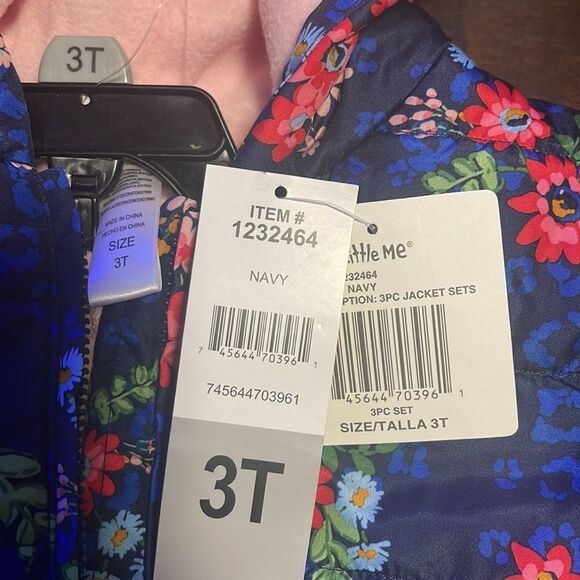 3T
MADE IN CHINA
HECHO EN CHINA
SIZE
3T
ITEM #
1232464
NAVY
7 45644 70396 1
745644703961
3T
ttle me®
232464
NAVY
PTION: 3PC JACKET SETS
45644 70396 1
3PC SET
SIZE/TALLA 3T